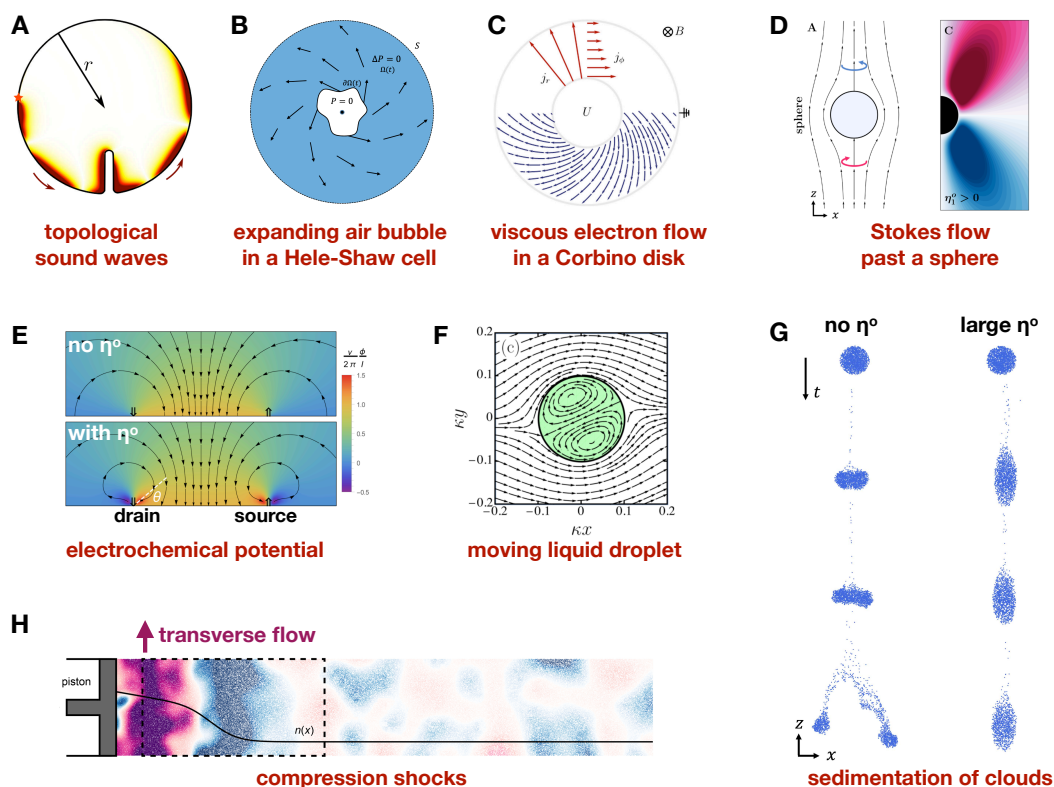 A
r
topological
sound waves
B
S
ΔP = 0
Ω(t)
∂Ω(t)
P = 0
expanding air bubble
in a Hele-Shaw cell
C
⊗B
j_r
j_ϕ
U
viscous electron flow
in a Corbino disk
D
A
sphere
z
x
C
η₁ᵒ > 0
Stokes flow
past a sphere
E
no ηᵒ
with ηᵒ
θ
drain
source
ν ϕ
2π I
1.5
1.0
0.5
0
−0.5
electrochemical potential
F
(c)
κy
0.2
0.1
0
−0.1
−0.2
−0.2
−0.1
0
0.1
0.2
κx
moving liquid droplet
G
no ηᵒ
large ηᵒ
t
z
x
sedimentation of clouds
H
transverse flow
piston
n(x)
compression shocks